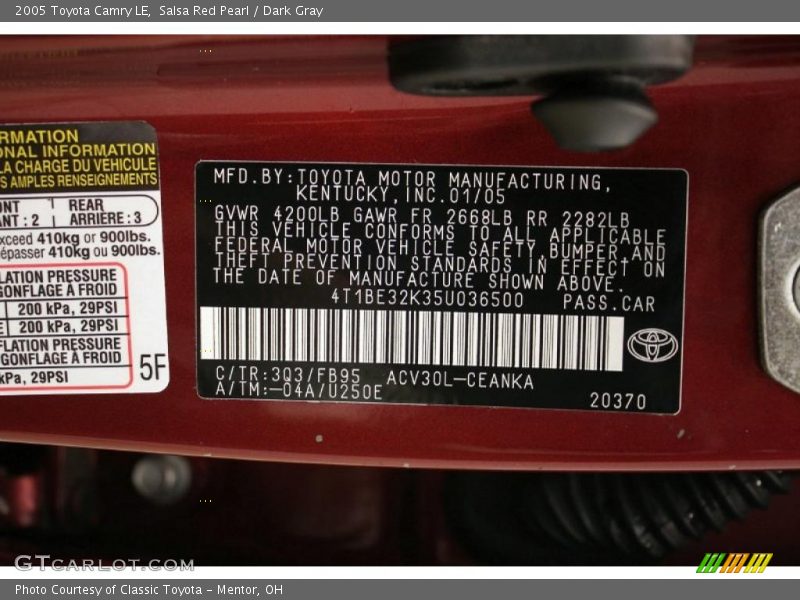 2005 Toyota Camry LE, Salsa Red Pearl / Dark Gray
RMATION
ONAL INFORMATION
LA CHARGE DU VÉHICULE
S AMPLES RENSEIGNEMENTS
NT REAR
ANT : 2 ARRIÈRE : 3
xceed 410kg or 900lbs.
épasser 410kg ou 900lbs.
LATION PRESSURE
GONFLAGE À FROID
200 kPa, 29PSI
200 kPa, 29PSI
FLATION PRESSURE
GONFLAGE À FROID
kPa, 29PSI
5F
MFD.BY:TOYOTA MOTOR MANUFACTURING,
KENTUCKY,INC.01/05
GVWR 4200LB GAWR FR 2668LB RR 2282LB
THIS VEHICLE CONFORMS TO ALL APPLICABLE
FEDERAL MOTOR VEHICLE SAFETY,BUMPER,AND
THEFT PREVENTION STANDARDS IN EFFECT ON
THE DATE OF MANUFACTURE SHOWN ABOVE.
4T1BE32K35U036500 PASS.CAR
C/TR:3Q3/FB95 ACV30L-CEANKA
A/TM:-04A/U250E
20370
GTCARLOT.COM
Photo Courtesy of Classic Toyota - Mentor, OH